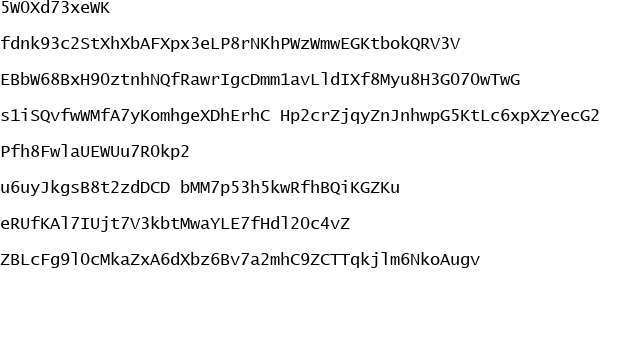 5WOXd73xeWK
fdnk93c2StXhXbAFXpx3eLP8rNKhPWzWmwEGKtbokQRV3V
EBbW68BxH9OztnhNQfRawrIgcDmm1avLldIXf8Myu8H3GO7OwTwG
s1iSQvfwWMfA7yKomhgeXDhErhC Hp2crZjqyZnJnhwpG5KtLc6xpXzYecG2
Pfh8FwlaUEWUu7ROkp2
u6uyJkgsB8t2zdDCD bMM7p53h5kwRfhBQiKGZKu
eRUfKAl7IUjt7V3kbtMwaYLE7fHdl2Oc4vZ
ZBLcFg9lOcMkaZxA6dXbz6Bv7a2mhC9ZCTTqkjlm6NkoAugv